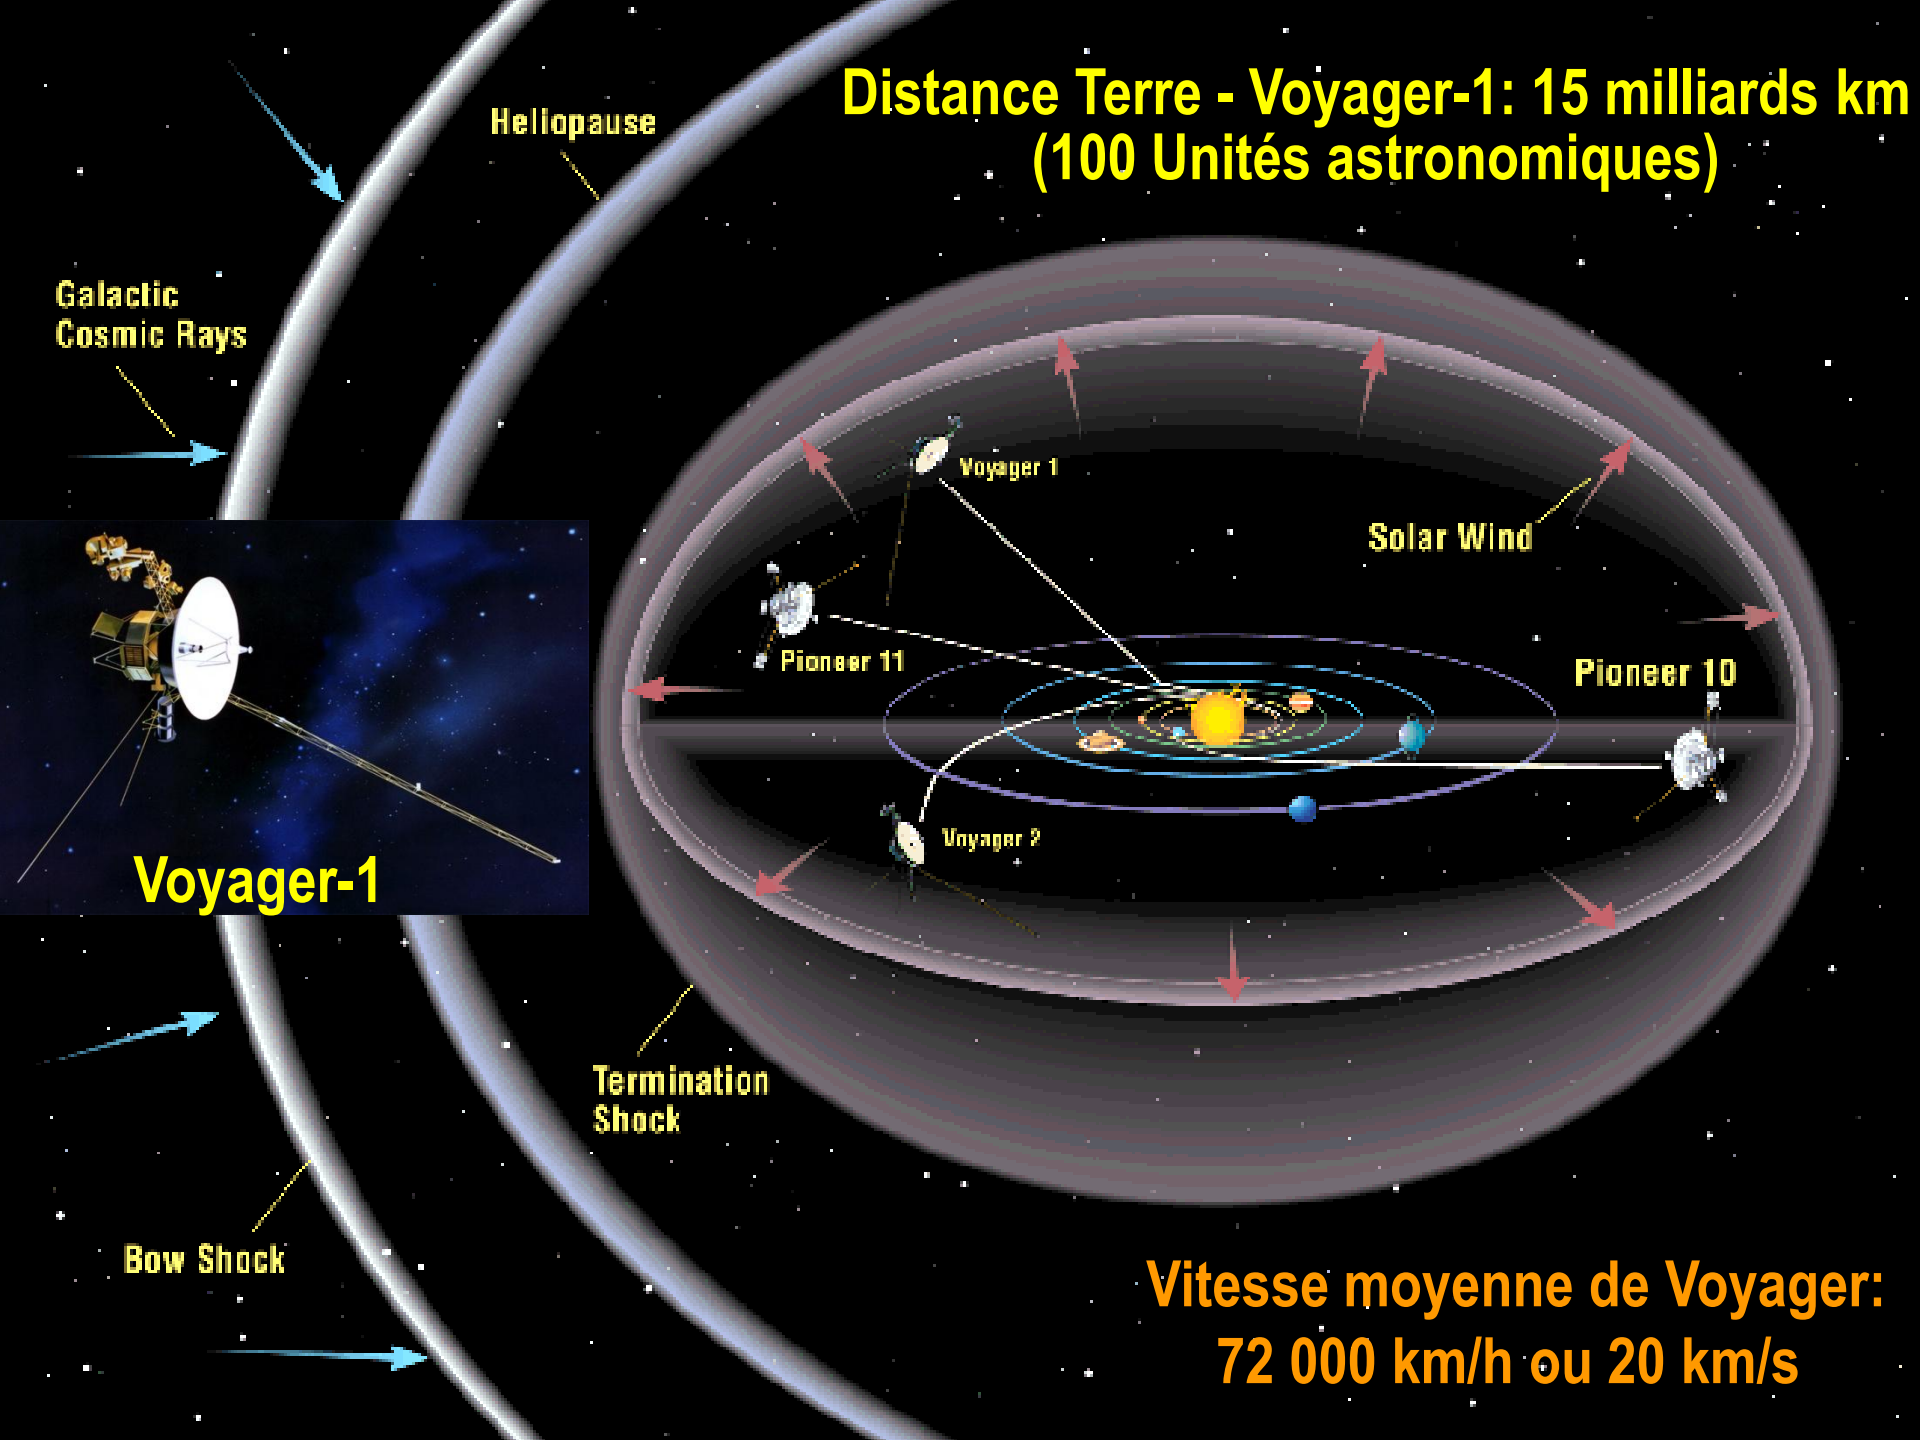 Distance Terre - Voyager-1: 15 milliards km
(100 Unités astronomiques)
Heliopause
Galactic
Cosmic Rays
Voyager 1
Solar Wind
Pioneer 11
Pioneer 10
Voyager 2
Voyager-1
Termination
Shock
Bow Shock
Vitesse moyenne de Voyager:
72 000 km/h ou 20 km/s